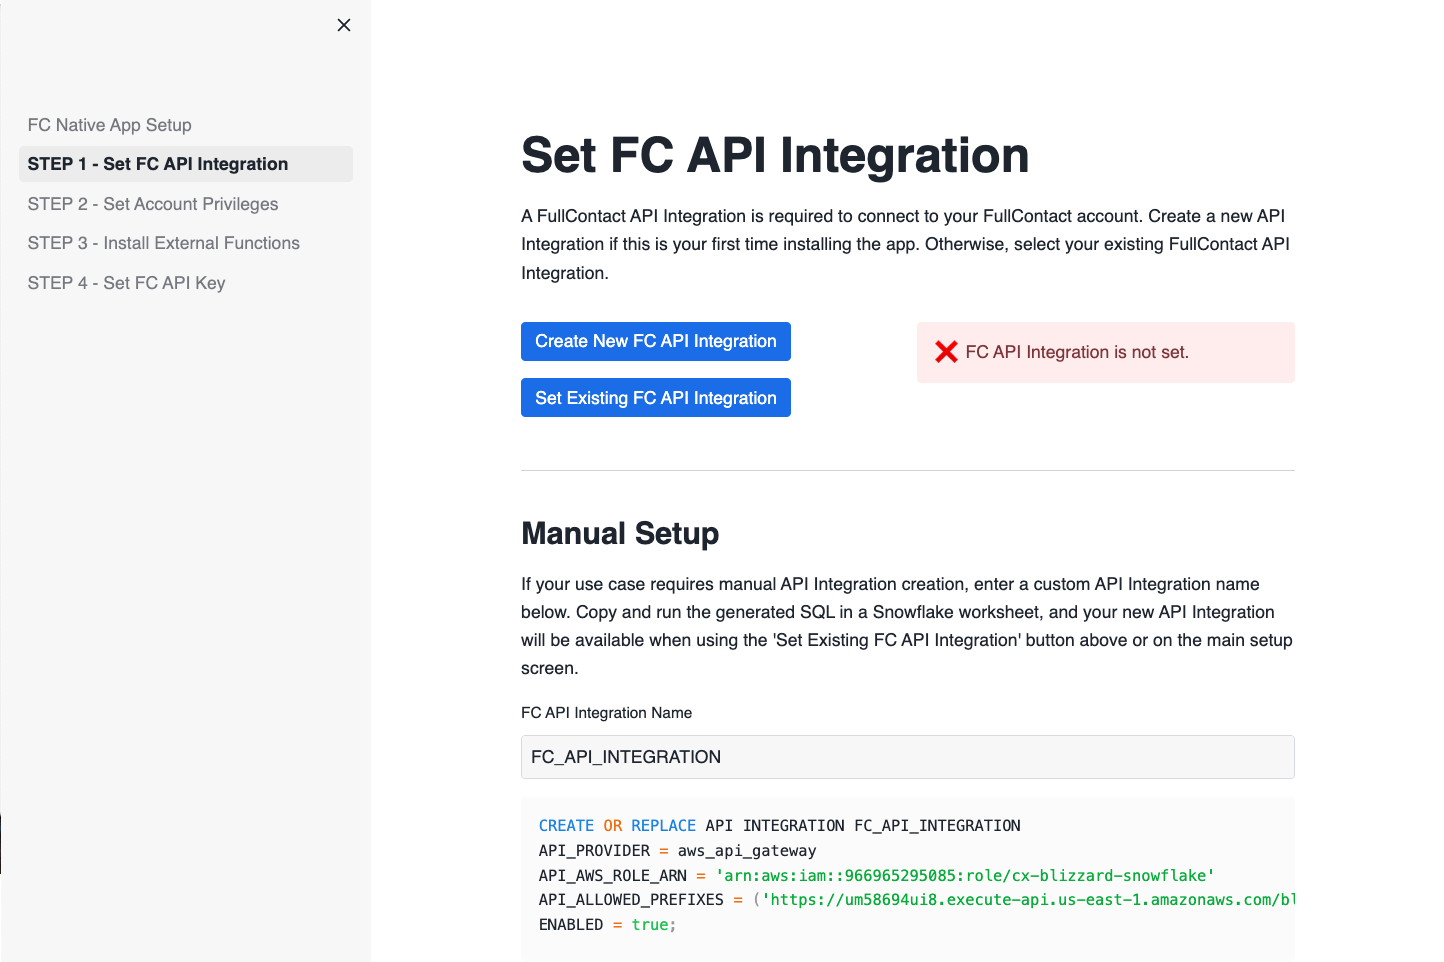 FC Native App Setup
STEP 1 - Set FC API Integration
STEP 2 - Set Account Privileges
STEP 3 - Install External Functions
STEP 4 - Set FC API Key
Set FC API Integration
A FullContact API Integration is required to connect to your FullContact account. Create a new API
Integration if this is your first time installing the app. Otherwise, select your existing FullContact API
Integration.
Create New FC API Integration
FC API Integration is not set.
Set Existing FC API Integration
Manual Setup
If your use case requires manual API Integration creation, enter a custom API Integration name
below. Copy and run the generated SQL in a Snowflake worksheet, and your new API Integration
will be available when using the 'Set Existing FC API Integration' button above or on the main setup
screen.
FC API Integration Name
FC_API_INTEGRATION
CREATE OR REPLACE API INTEGRATION FC_API_INTEGRATION
API_PROVIDER = aws_api_gateway
API_AWS_ROLE_ARN = 'arn:aws:iam::966965295085:role/cx-blizzard-snowflake'
API_ALLOWED_PREFIXES = ('https://um58694ui8.execute-api.us-east-1.amazonaws.com/bl
ENABLED = true;